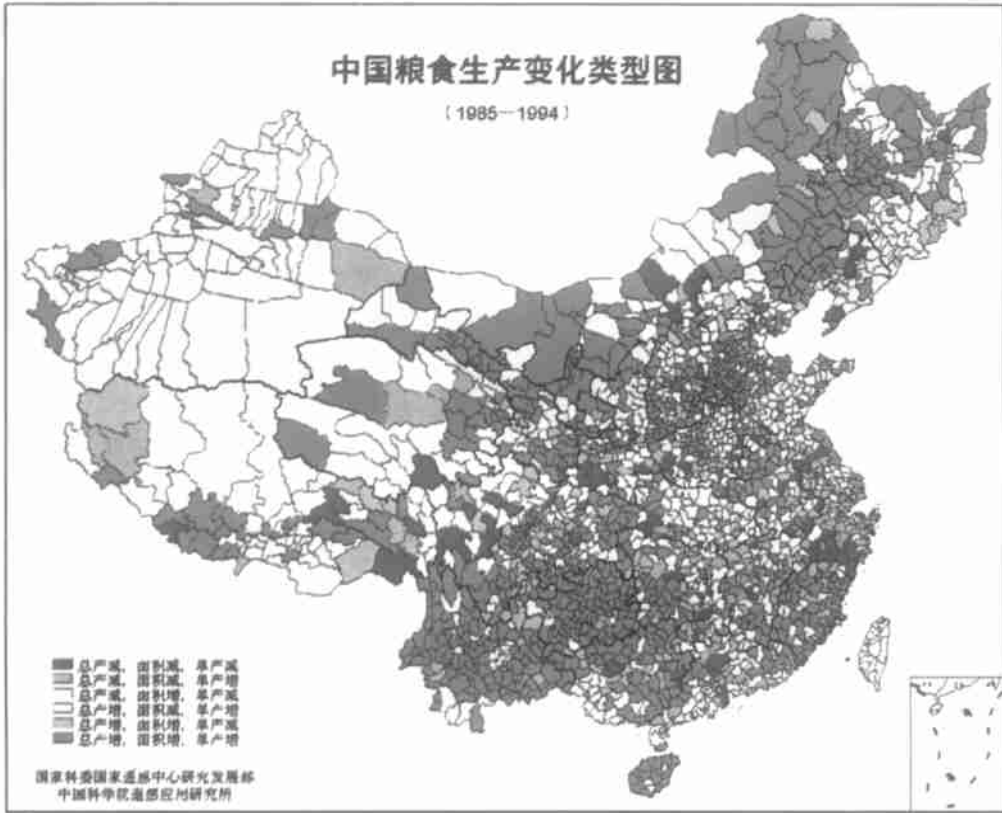 中国粮食生产变化类型图
〔1985—1994〕
总产减，面积减，单产减
总产减，面积减，单产增
总产减，面积增，单产减
总产增，面积减，单产增
总产增，面积增，单产减
总产增，面积增，单产增
国家科委国家遥感中心研究发展部
中国科学院遥感应用研究所